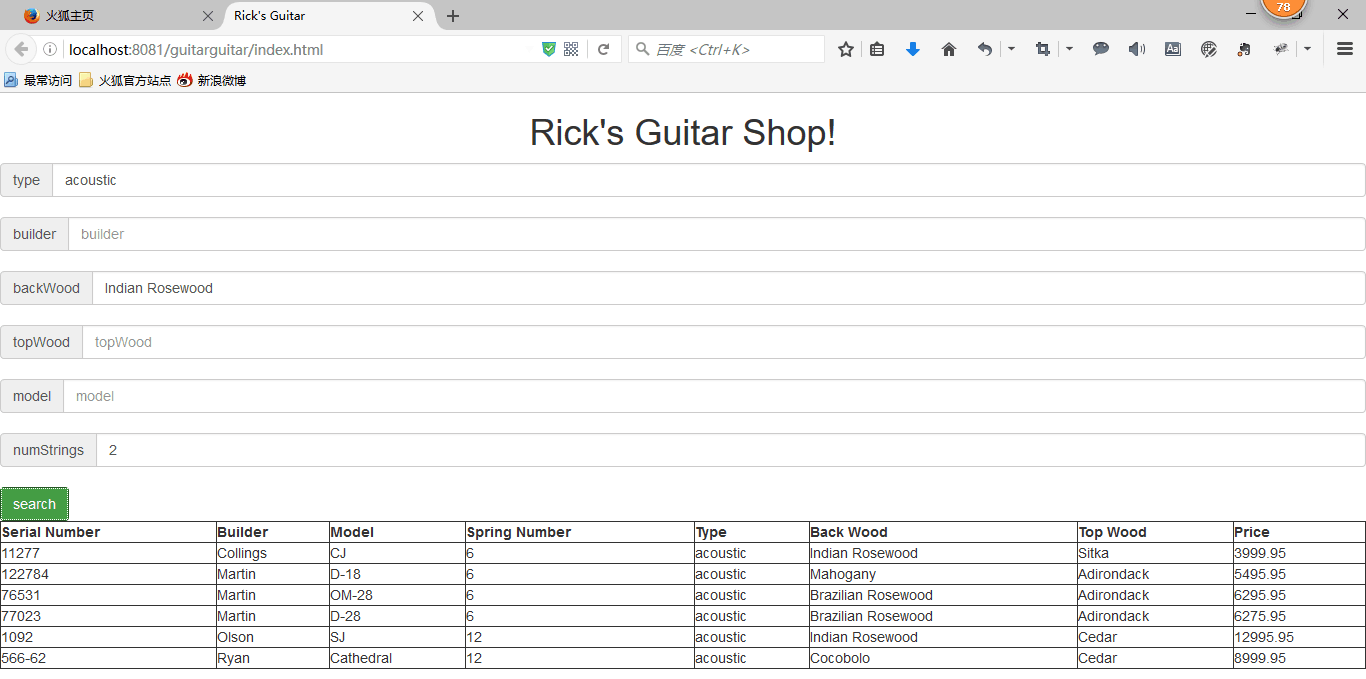 火狐主页 Rick's Guitar
78
localhost:8081/guitarguitar/index.html 百度 <Ctrl+K>
最常访问 火狐官方站点 新浪微博
Rick's Guitar Shop!
type acoustic
builder builder
backWood Indian Rosewood
topWood topWood
model model
numStrings 2
search
Serial Number Builder Model Spring Number Type Back Wood Top Wood Price
11277 Collings CJ 6 acoustic Indian Rosewood Sitka 3999.95
122784 Martin D-18 6 acoustic Mahogany Adirondack 5495.95
76531 Martin OM-28 6 acoustic Brazilian Rosewood Adirondack 6295.95
77023 Martin D-28 6 acoustic Brazilian Rosewood Adirondack 6275.95
1092 Olson SJ 12 acoustic Indian Rosewood Cedar 12995.95
566-62 Ryan Cathedral 12 acoustic Cocobolo Cedar 8999.95